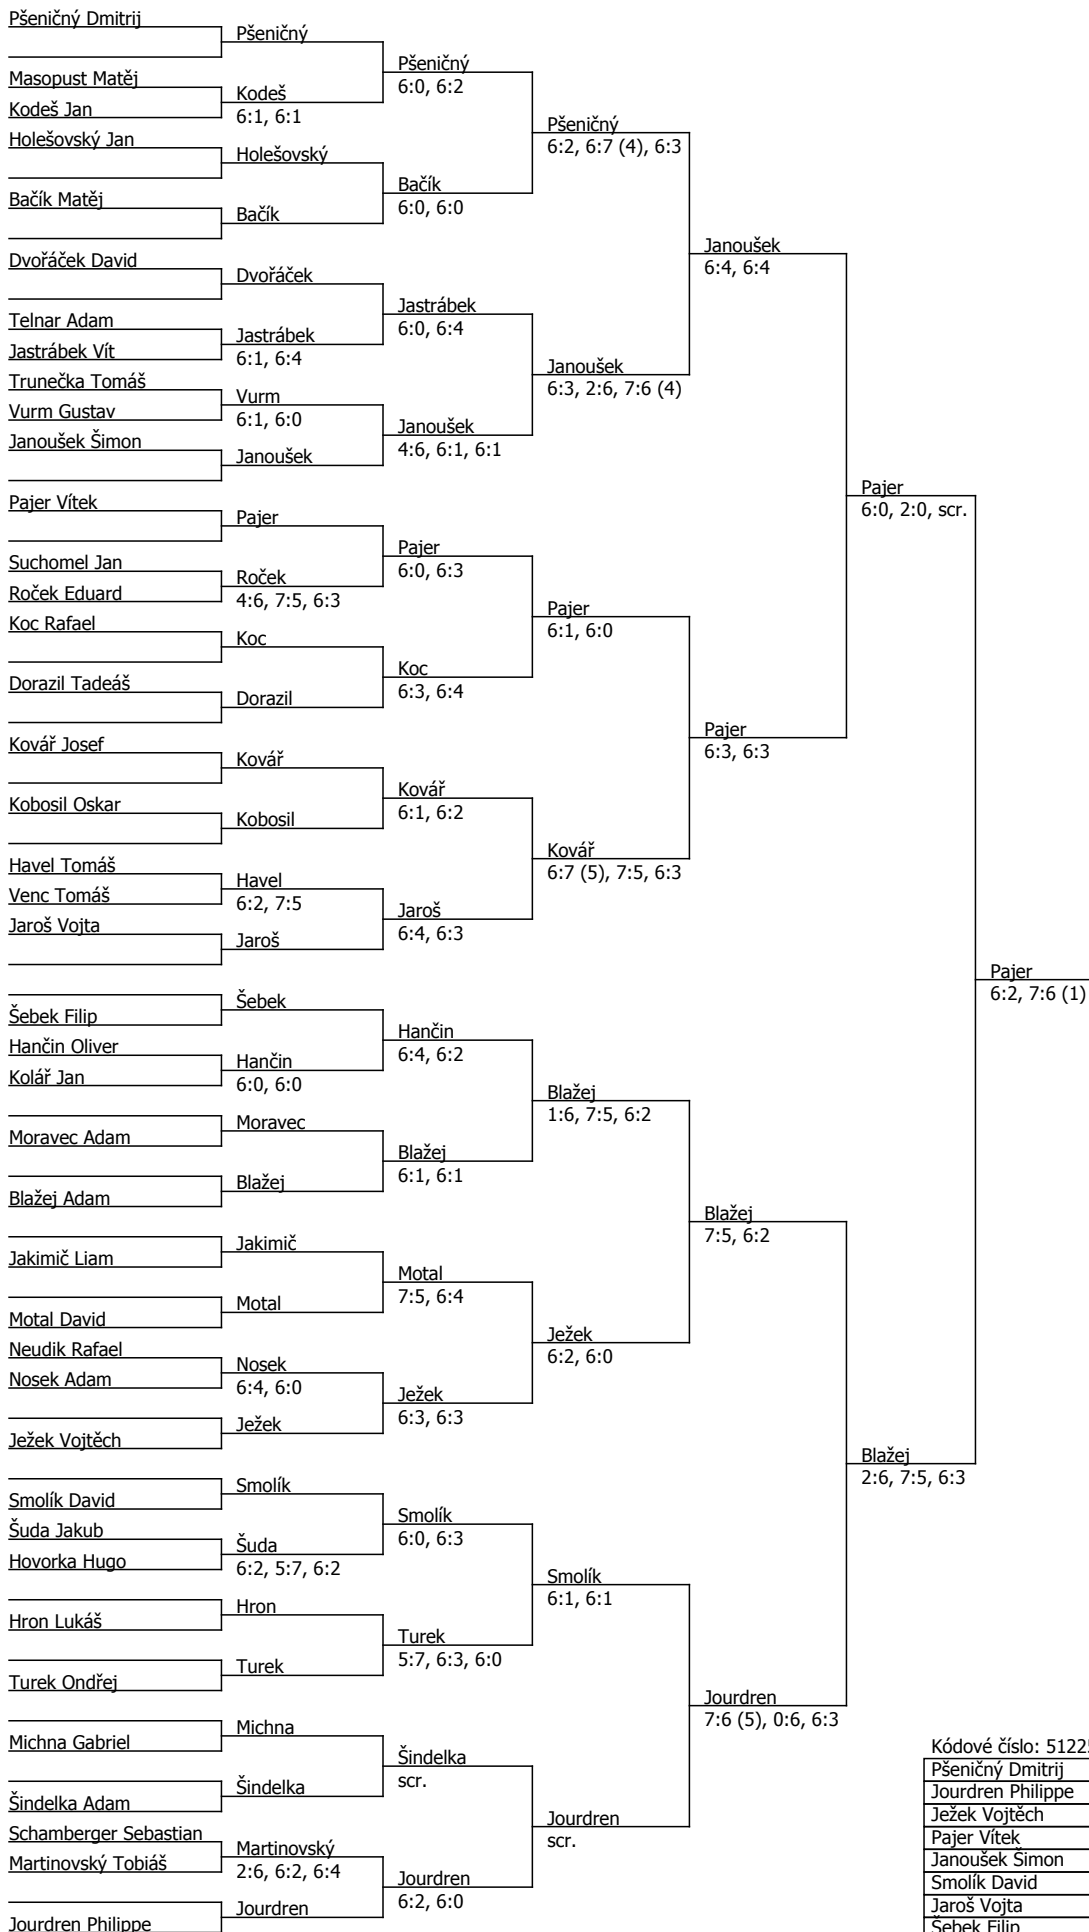 Pšeničný Dmitrij
Pšeničný
Pšeničný
6:0, 6:2
Masopust Matěj
Kodeš
Kodeš Jan
6:1, 6:1
Pšeničný
6:2, 6:7 (4), 6:3
Holešovský Jan
Holešovský
Bačík
6:0, 6:0
Bačík Matěj
Bačík
Janoušek
6:4, 6:4
Dvořáček David
Dvořáček
Jastrábek
6:0, 6:4
Telnar Adam
Jastrábek
Jastrábek Vít
6:1, 6:4
Janoušek
6:3, 2:6, 7:6 (4)
Trunečka Tomáš
Vurm
Vurm Gustav
6:1, 6:0
Janoušek
4:6, 6:1, 6:1
Janoušek Šimon
Janoušek
Pajer
6:0, 2:0, scr.
Pajer Vítek
Pajer
Pajer
6:0, 6:3
Suchomel Jan
Roček
Roček Eduard
4:6, 7:5, 6:3
Pajer
6:1, 6:0
Koc Rafael
Koc
Koc
6:3, 6:4
Dorazil Tadeáš
Dorazil
Pajer
6:3, 6:3
Kovář Josef
Kovář
Kovář
6:1, 6:2
Kobosil Oskar
Kobosil
Kovář
6:7 (5), 7:5, 6:3
Havel Tomáš
Havel
Venc Tomáš
6:2, 7:5
Jaroš
6:4, 6:3
Jaroš Vojta
Jaroš
Pajer
6:2, 7:6 (1)
Šebek
Šebek Filip
Hančin
6:4, 6:2
Hančin Oliver
Hančin
Kolář Jan
6:0, 6:0
Blažej
1:6, 7:5, 6:2
Moravec
Moravec Adam
Blažej
6:1, 6:1
Blažej
Blažej Adam
Blažej
7:5, 6:2
Jakimič
Jakimič Liam
Motal
7:5, 6:4
Motal
Motal David
Ježek
6:2, 6:0
Neudik Rafael
Nosek
Nosek Adam
6:4, 6:0
Ježek
6:3, 6:3
Ježek
Ježek Vojtěch
Blažej
2:6, 7:5, 6:3
Smolík
Smolík David
Smolík
6:0, 6:3
Šuda Jakub
Šuda
Hovorka Hugo
6:2, 5:7, 6:2
Smolík
6:1, 6:1
Hron
Hron Lukáš
Turek
5:7, 6:3, 6:0
Turek
Turek Ondřej
Jourdren
7:6 (5), 0:6, 6:3
Michna
Michna Gabriel
Šindelka
scr.
Šindelka
Šindelka Adam
Jourdren
scr.
Schamberger Sebastian
Martinovský
Martinovský Tobiáš
2:6, 6:2, 6:4
Jourdren
6:2, 6:0
Jourdren
Jourdren Philippe
Kódové číslo: 5122
Pšeničný Dmitrij
Jourdren Philippe
Ježek Vojtěch
Pajer Vítek
Janoušek Šimon
Smolík David
Jaroš Vojta
Šebek Filip